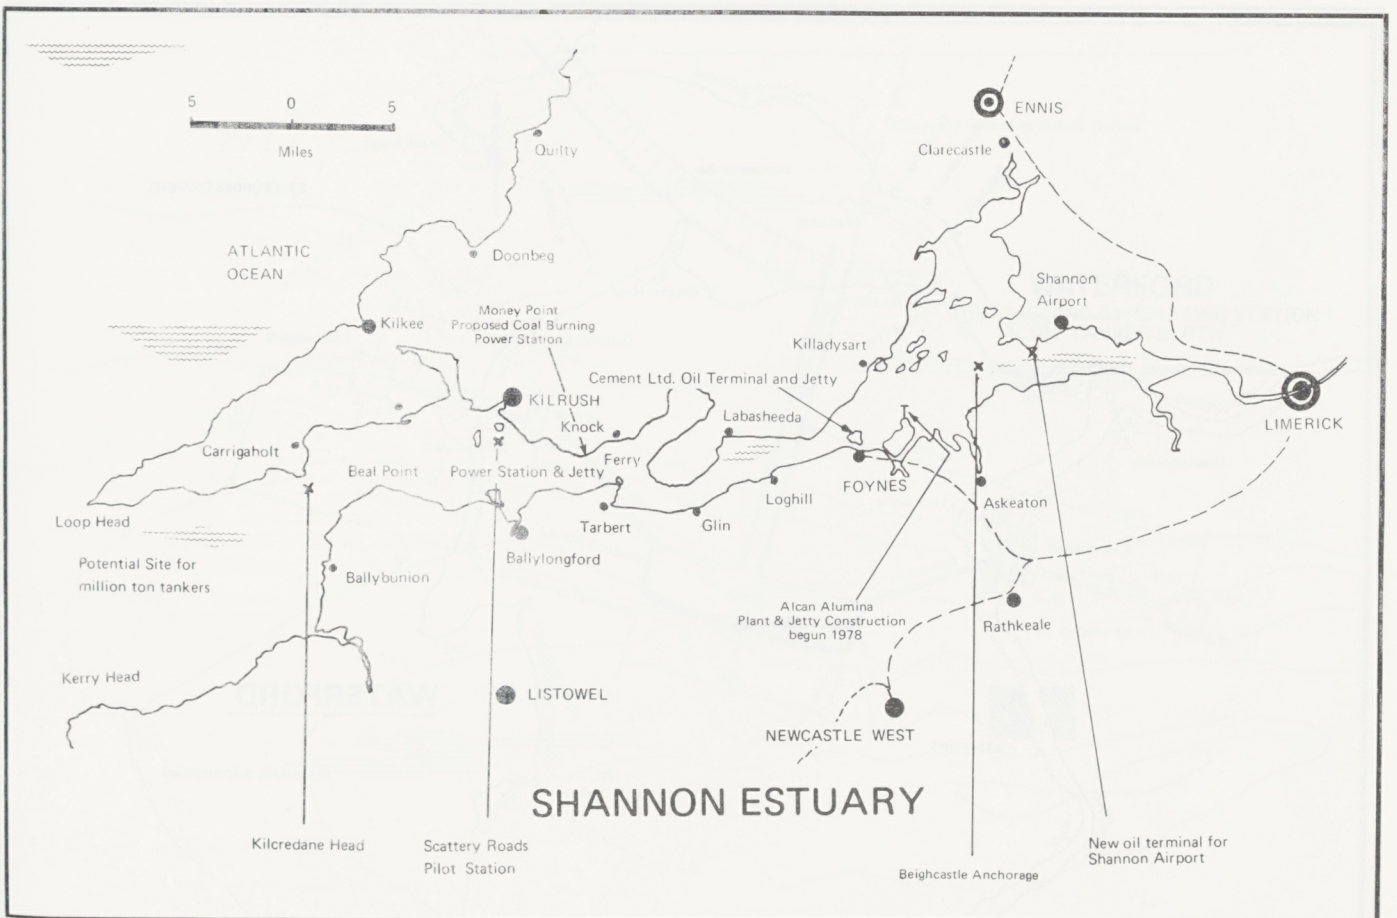 5 0 5
Miles
ENNIS
Clarecastle
Quilty
ATLANTIC
OCEAN
Doonbeg
Shannon
Airport
Money Point
Proposed Coal Burning
Power Station
Kilkee
Killadysart
Cement Ltd. Oil Terminal and Jetty
KILRUSH
Labasheeda
Knock
LIMERICK
Carrigaholt
Beal Point
Power Station & Jetty
Ferry
FOYNES
Loghill
Askeaton
Loop Head
Tarbert
Glin
Potential Site for
million ton tankers
Ballylongford
Ballybunion
Alcan Alumina
Plant & Jetty Construction
begun 1978
Rathkeale
Kerry Head
LISTOWEL
NEWCASTLE WEST
SHANNON ESTUARY
Kilcredane Head
Scattery Roads
Pilot Station
New oil terminal for
Shannon Airport
Beighcastle Anchorage